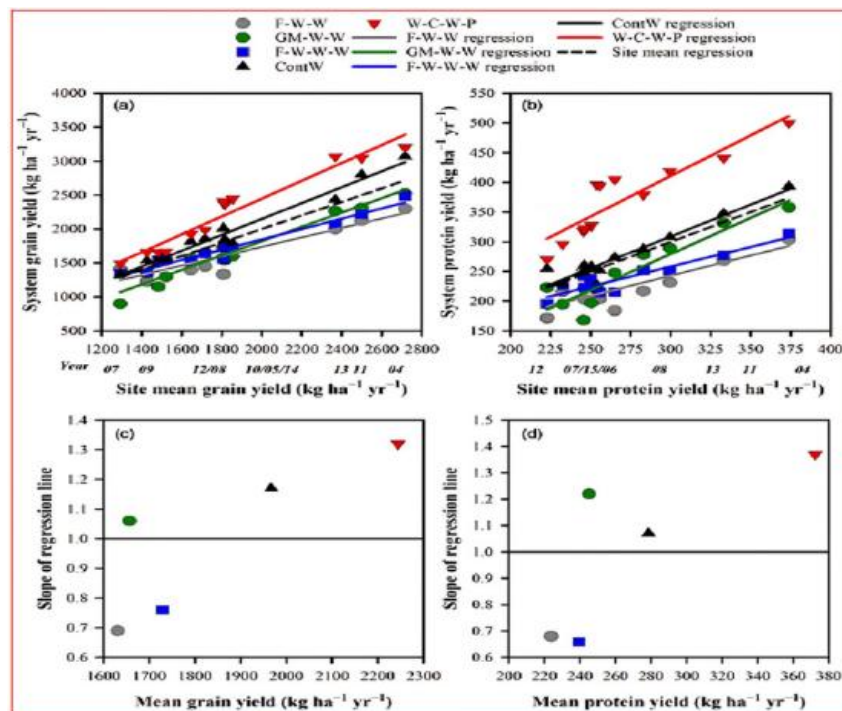 F-W-W W-C-W-P ContW regression
GM-W-W F-W-W regression W-C-W-P regression
F-W-W-W GM-W-W regression Site mean regression
ContW F-W-W-W regression
(a)
System grain yield (kg ha⁻¹ yr⁻¹)
4000
3500
3000
2500
2000
1500
1000
500
1200 1400 1600 1800 2000 2200 2400 2600 2800
Year 07 09 12/08 10/05/14 13 11 04
Site mean grain yield (kg ha⁻¹ yr⁻¹)
(b)
System protein yield (kg ha⁻¹ yr⁻¹)
550
500
450
400
350
300
250
200
150
200 225 250 275 300 325 350 375 400
12 07/15/06 08 13 11 04
Site mean protein yield (kg ha⁻¹ yr⁻¹)
(c)
Slope of regression line
1.4
1.3
1.2
1.1
1.0
0.9
0.8
0.7
0.6
1600 1700 1800 1900 2000 2100 2200 2300
Mean grain yield (kg ha⁻¹ yr⁻¹)
(d)
Slope of regression line
1.5
1.4
1.3
1.2
1.1
1.0
0.9
0.8
0.7
0.6
200 220 240 260 280 300 320 340 360 380
Mean protein yield (kg ha⁻¹ yr⁻¹)